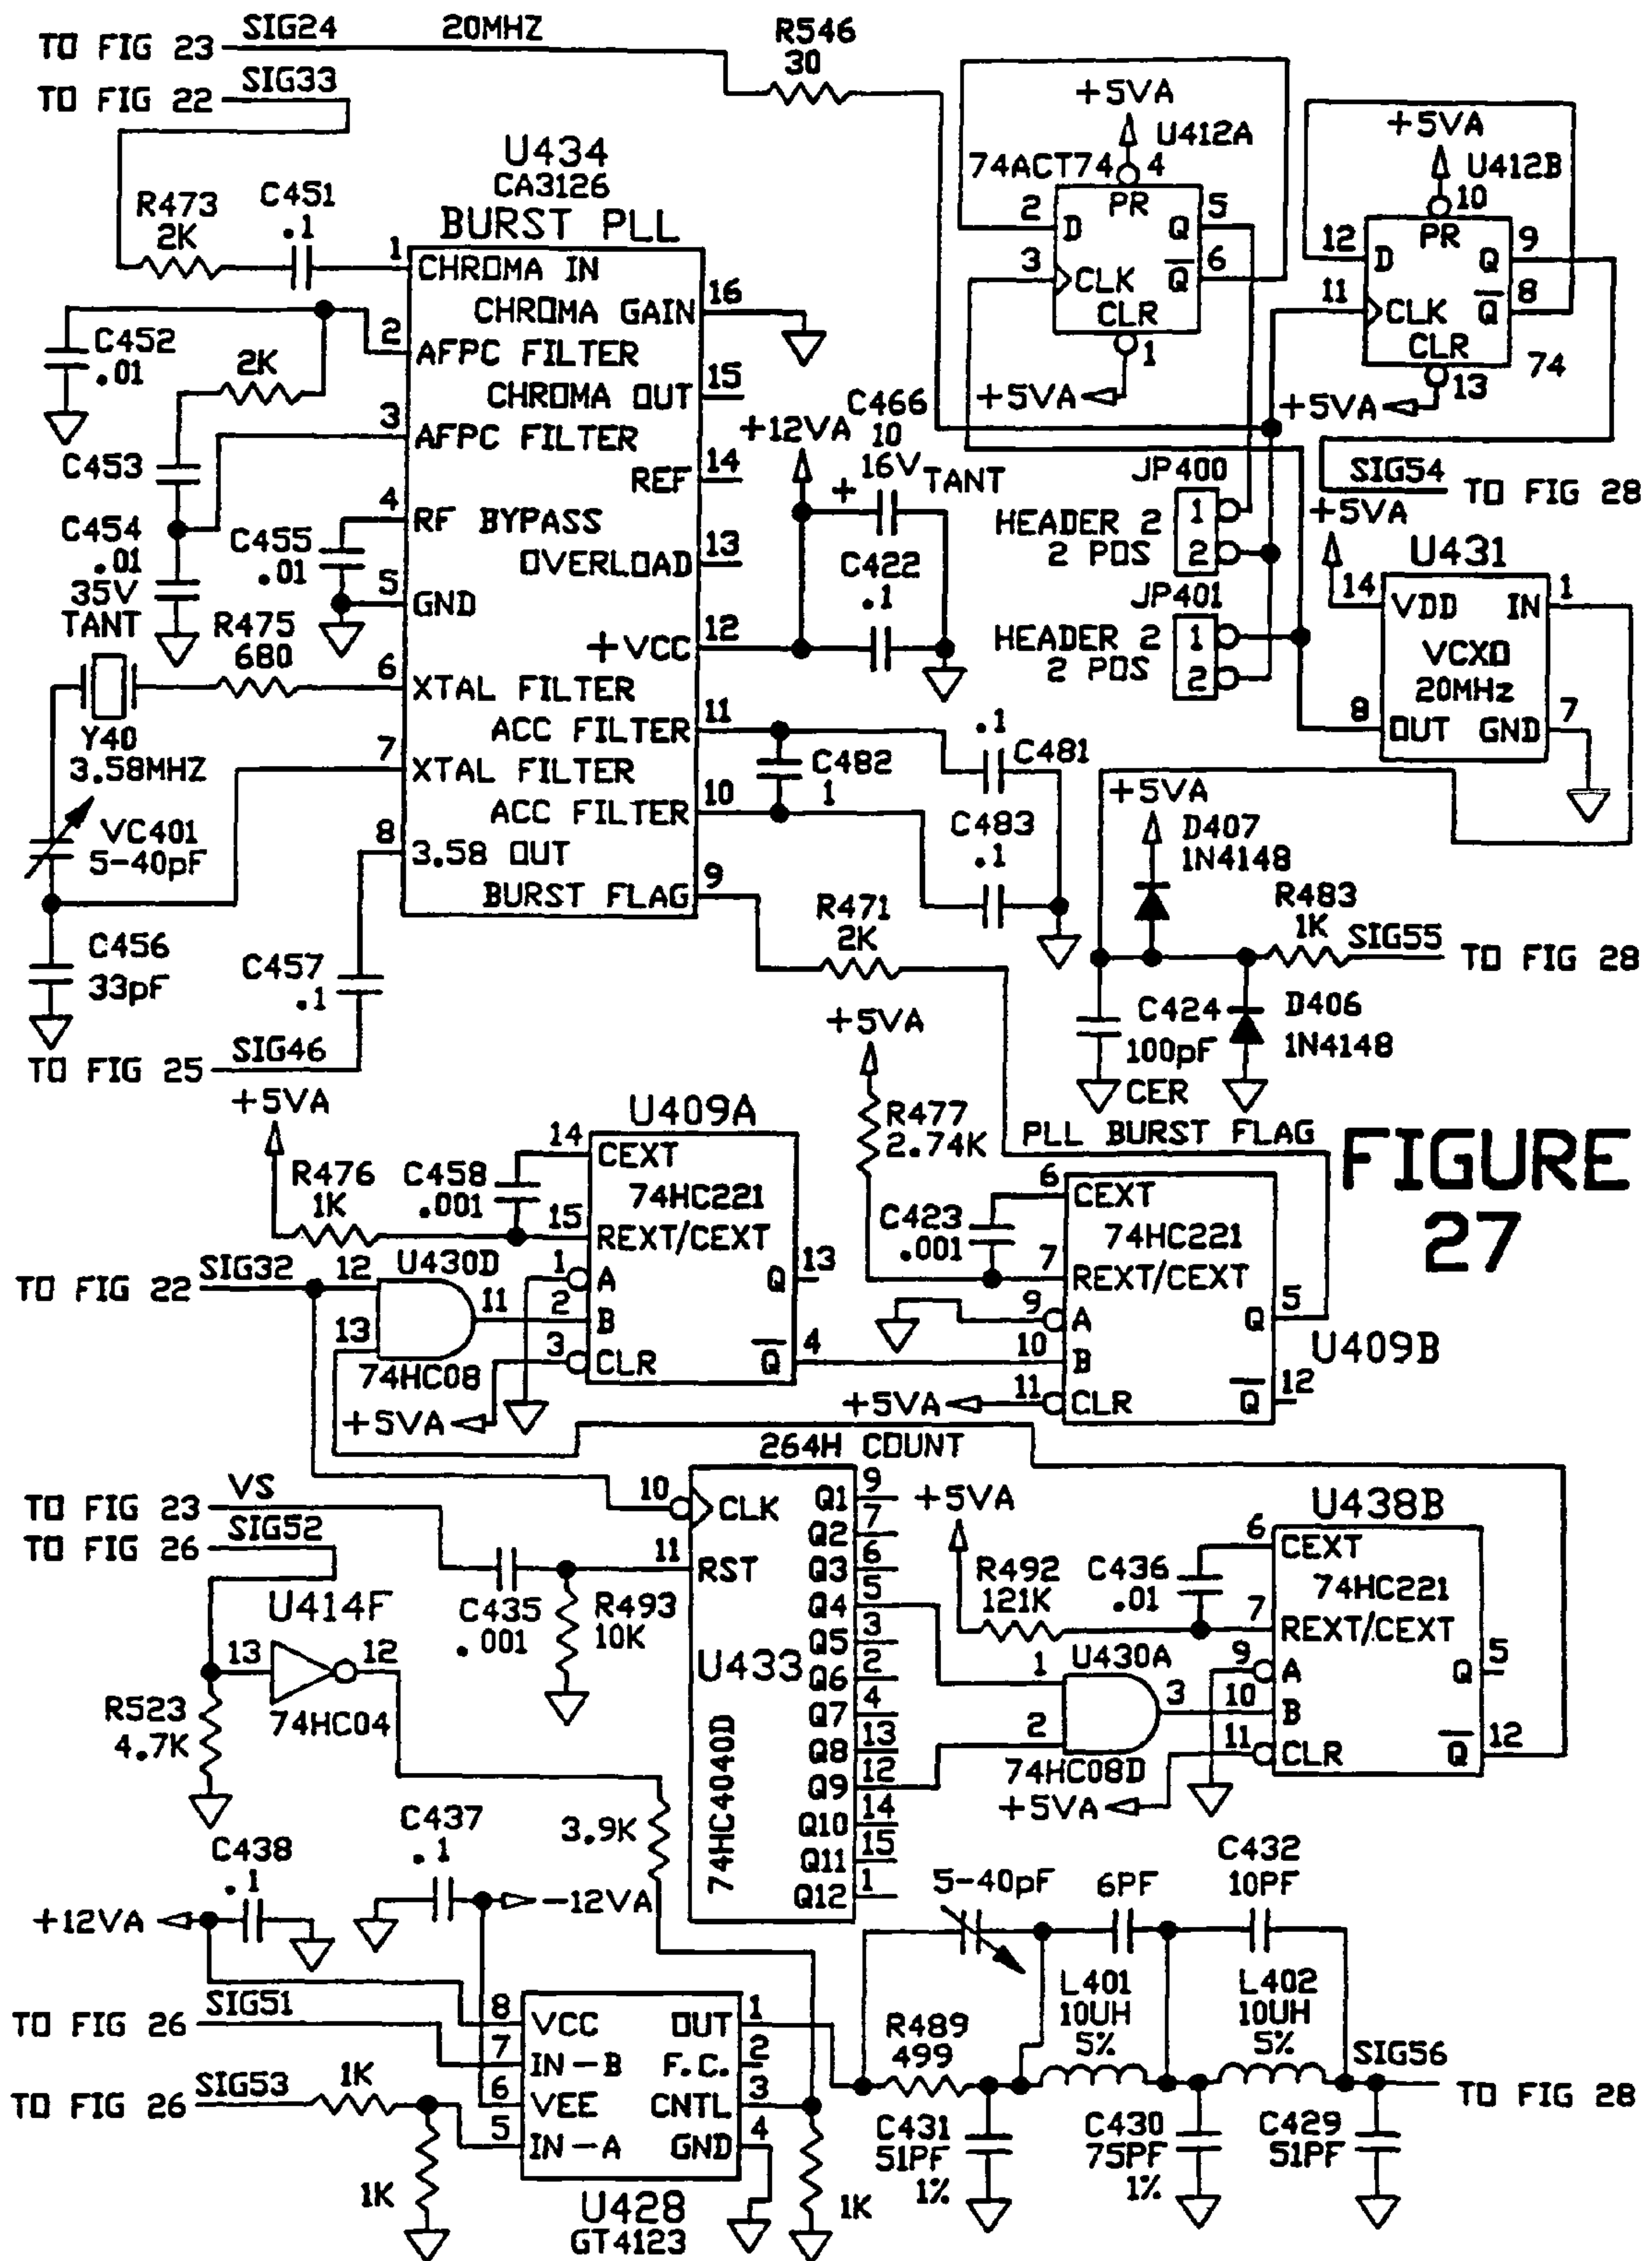 TO FIG 23 SIG24 20MHZ
R546
30
TO FIG 22 SIG33
U434
CA3126
BURST PLL
R473
2K
C451
.1
1 CHROMA IN
CHROMA GAIN 16
2 AFPC FILTER
CHROMA OUT 15
3 AFPC FILTER
REF 14
4 RF BYPASS
OVERLOAD 13
5 GND
+VCC 12
6 XTAL FILTER
ACC FILTER 11
7 XTAL FILTER
ACC FILTER 10
8 3.58 OUT
BURST FLAG 9
C452
.01
2K
C453
C454
.01
35V
TANT
C455
.01
R475
680
Y40
3.58MHZ
VC401
5-40pF
C456
33pF
C457
.1
TO FIG 25 SIG46
+5VA
U412A
74ACT74 4
PR
2 D Q 5
3 CLK Q 6
CLR
1
+5VA
+5VA
U412B
10
PR
12 D Q 9
11 CLK Q 8
CLR 74
13
+5VA
SIG54 TO FIG 28
+12VA
C466
10
16V TANT
+
C422
.1
JP400
HEADER 2
2 POS
1
2
JP401
HEADER 2
2 POS
1
2
+5VA
U431
14 VDD IN 1
VCXO
20MHz
8 OUT GND 7
.1
C481
C482
1
C483
.1
+5VA
D407
1N4148
R483
1K
SIG55 TO FIG 28
C424
100pF
CER
D406
1N4148
R471
2K
+5VA
R477
2.74K
PLL BURST FLAG
FIGURE
27
+5VA
R476
1K
C458
.001
U409A
14 CEXT
74HC221
15 REXT/CEXT
1 A Q 13
2 B
3 CLR Q 4
TO FIG 22 SIG32
12 U430D
11
13
74HC08
+5VA
C423
.001
6 CEXT
74HC221
7 REXT/CEXT
9 A Q 5
10 B
U409B
11 CLR Q 12
+5VA
264H COUNT
10 CLK
11 RST
U433
74HC4040D
Q1 9
Q2 7
Q3 6
Q4 5
Q5 3
Q6 2
Q7 4
Q8 13
Q9 12
Q10 14
Q11 15
Q12 1
TO FIG 23 VS
TO FIG 26 SIG52
C435
.001
R493
10K
U414F
13 12
74HC04
R523
4.7K
+5VA
R492
121K
C436
.01
U430A
1
2
3
74HC08D
U438B
6 CEXT
74HC221
7 REXT/CEXT
9 A Q 5
10 B
11 CLR Q 12
+5VA
3.9K
C437
.1
-12VA
C438
.1
+12VA
TO FIG 26 SIG51
TO FIG 26 SIG53 1K
1K
8 VCC OUT 1
7 IN-B F.C. 2
6 VEE CNTL 3
5 IN-A GND 4
U428
GT4123
1K
5-40pF
6PF
C432
10PF
L401
10UH
5%
L402
10UH
5%
R489
499
SIG56
TO FIG 28
C431
51PF
1%
C430
75PF
1%
C429
51PF